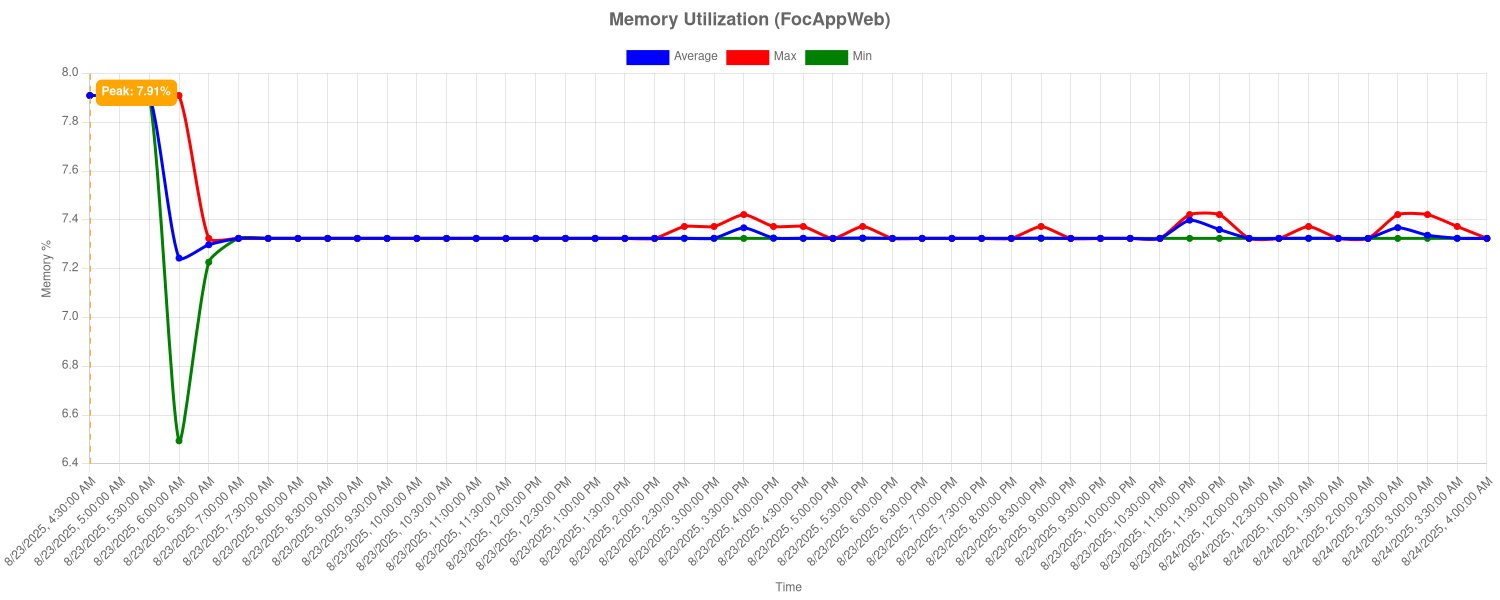 Memory Utilization (FocAppWeb)
Average Max Min
8.0
Peak: 7.91%
7.8
7.6
7.4
7.2
7.0
6.8
6.6
6.4
Memory %
8/23/2025, 4:30:00 AM
8/23/2025, 5:00:00 AM
8/23/2025, 5:30:00 AM
8/23/2025, 6:00:00 AM
8/23/2025, 6:30:00 AM
8/23/2025, 7:00:00 AM
8/23/2025, 7:30:00 AM
8/23/2025, 8:00:00 AM
8/23/2025, 8:30:00 AM
8/23/2025, 9:00:00 AM
8/23/2025, 9:30:00 AM
8/23/2025, 10:00:00 AM
8/23/2025, 10:30:00 AM
8/23/2025, 11:00:00 AM
8/23/2025, 11:30:00 AM
8/23/2025, 12:00:00 PM
8/23/2025, 12:30:00 PM
8/23/2025, 1:00:00 PM
8/23/2025, 1:30:00 PM
8/23/2025, 2:00:00 PM
8/23/2025, 2:30:00 PM
8/23/2025, 3:00:00 PM
8/23/2025, 3:30:00 PM
8/23/2025, 4:00:00 PM
8/23/2025, 4:30:00 PM
8/23/2025, 5:00:00 PM
8/23/2025, 5:30:00 PM
8/23/2025, 6:00:00 PM
8/23/2025, 6:30:00 PM
8/23/2025, 7:00:00 PM
8/23/2025, 7:30:00 PM
8/23/2025, 8:00:00 PM
8/23/2025, 8:30:00 PM
8/23/2025, 9:00:00 PM
8/23/2025, 9:30:00 PM
8/23/2025, 10:00:00 PM
8/23/2025, 10:30:00 PM
8/23/2025, 11:00:00 PM
8/23/2025, 11:30:00 PM
8/24/2025, 12:00:00 AM
8/24/2025, 12:30:00 AM
8/24/2025, 1:00:00 AM
8/24/2025, 1:30:00 AM
8/24/2025, 2:00:00 AM
8/24/2025, 2:30:00 AM
8/24/2025, 3:00:00 AM
8/24/2025, 3:30:00 AM
8/24/2025, 4:00:00 AM
Time